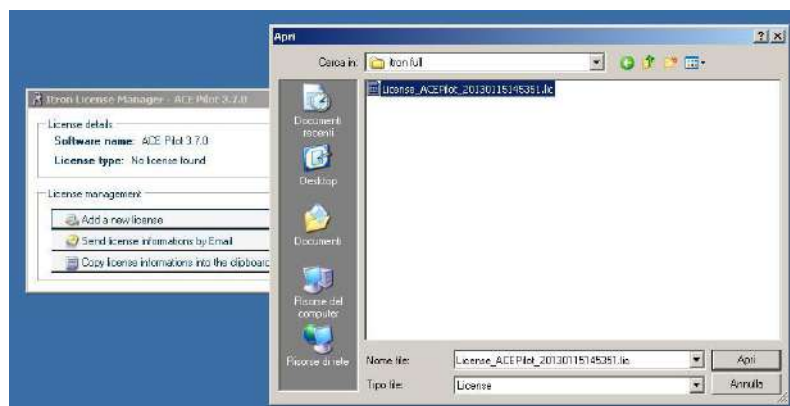 Apri
Cerca in:
itron full
License_ACEPilot_20130115145351.lic
Documenti recenti
Desktop
Documenti
Risorse del computer
Risorse di rete
Nome file:
License_ACEPilot_20130115145351.lic
Apri
Tipo file:
License
Annulla
Itron License Manager - ACE Pilot 3.7.0
License details
Software name: ACE Pilot 3.7.0
License type: No license found
License management
Add a new license
Send license informations by Email
Copy license informations into the clipboard